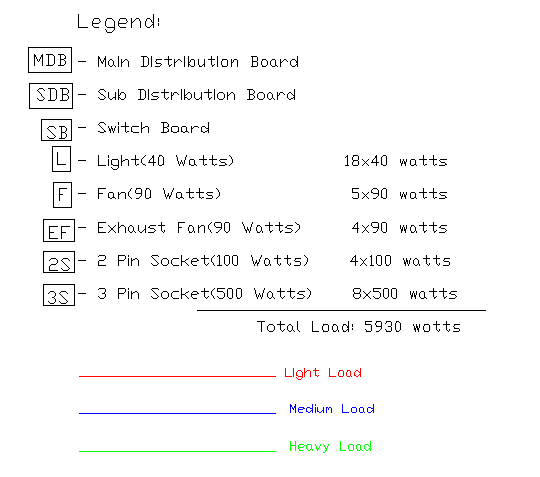 Legend:
MDB - Main Distribution Board
SDB - Sub Distribution Board
SB - Switch Board
L - Light(40 Watts) 18x40 watts
F - Fan(90 Watts) 5x90 watts
EF - Exhaust Fan(90 Watts) 4x90 watts
2S - 2 Pin Socket(100 Watts) 4x100 watts
3S - 3 Pin Socket(500 Watts) 8x500 watts
Total Load: 5930 wotts
Light Load
Medium Load
Heavy Load